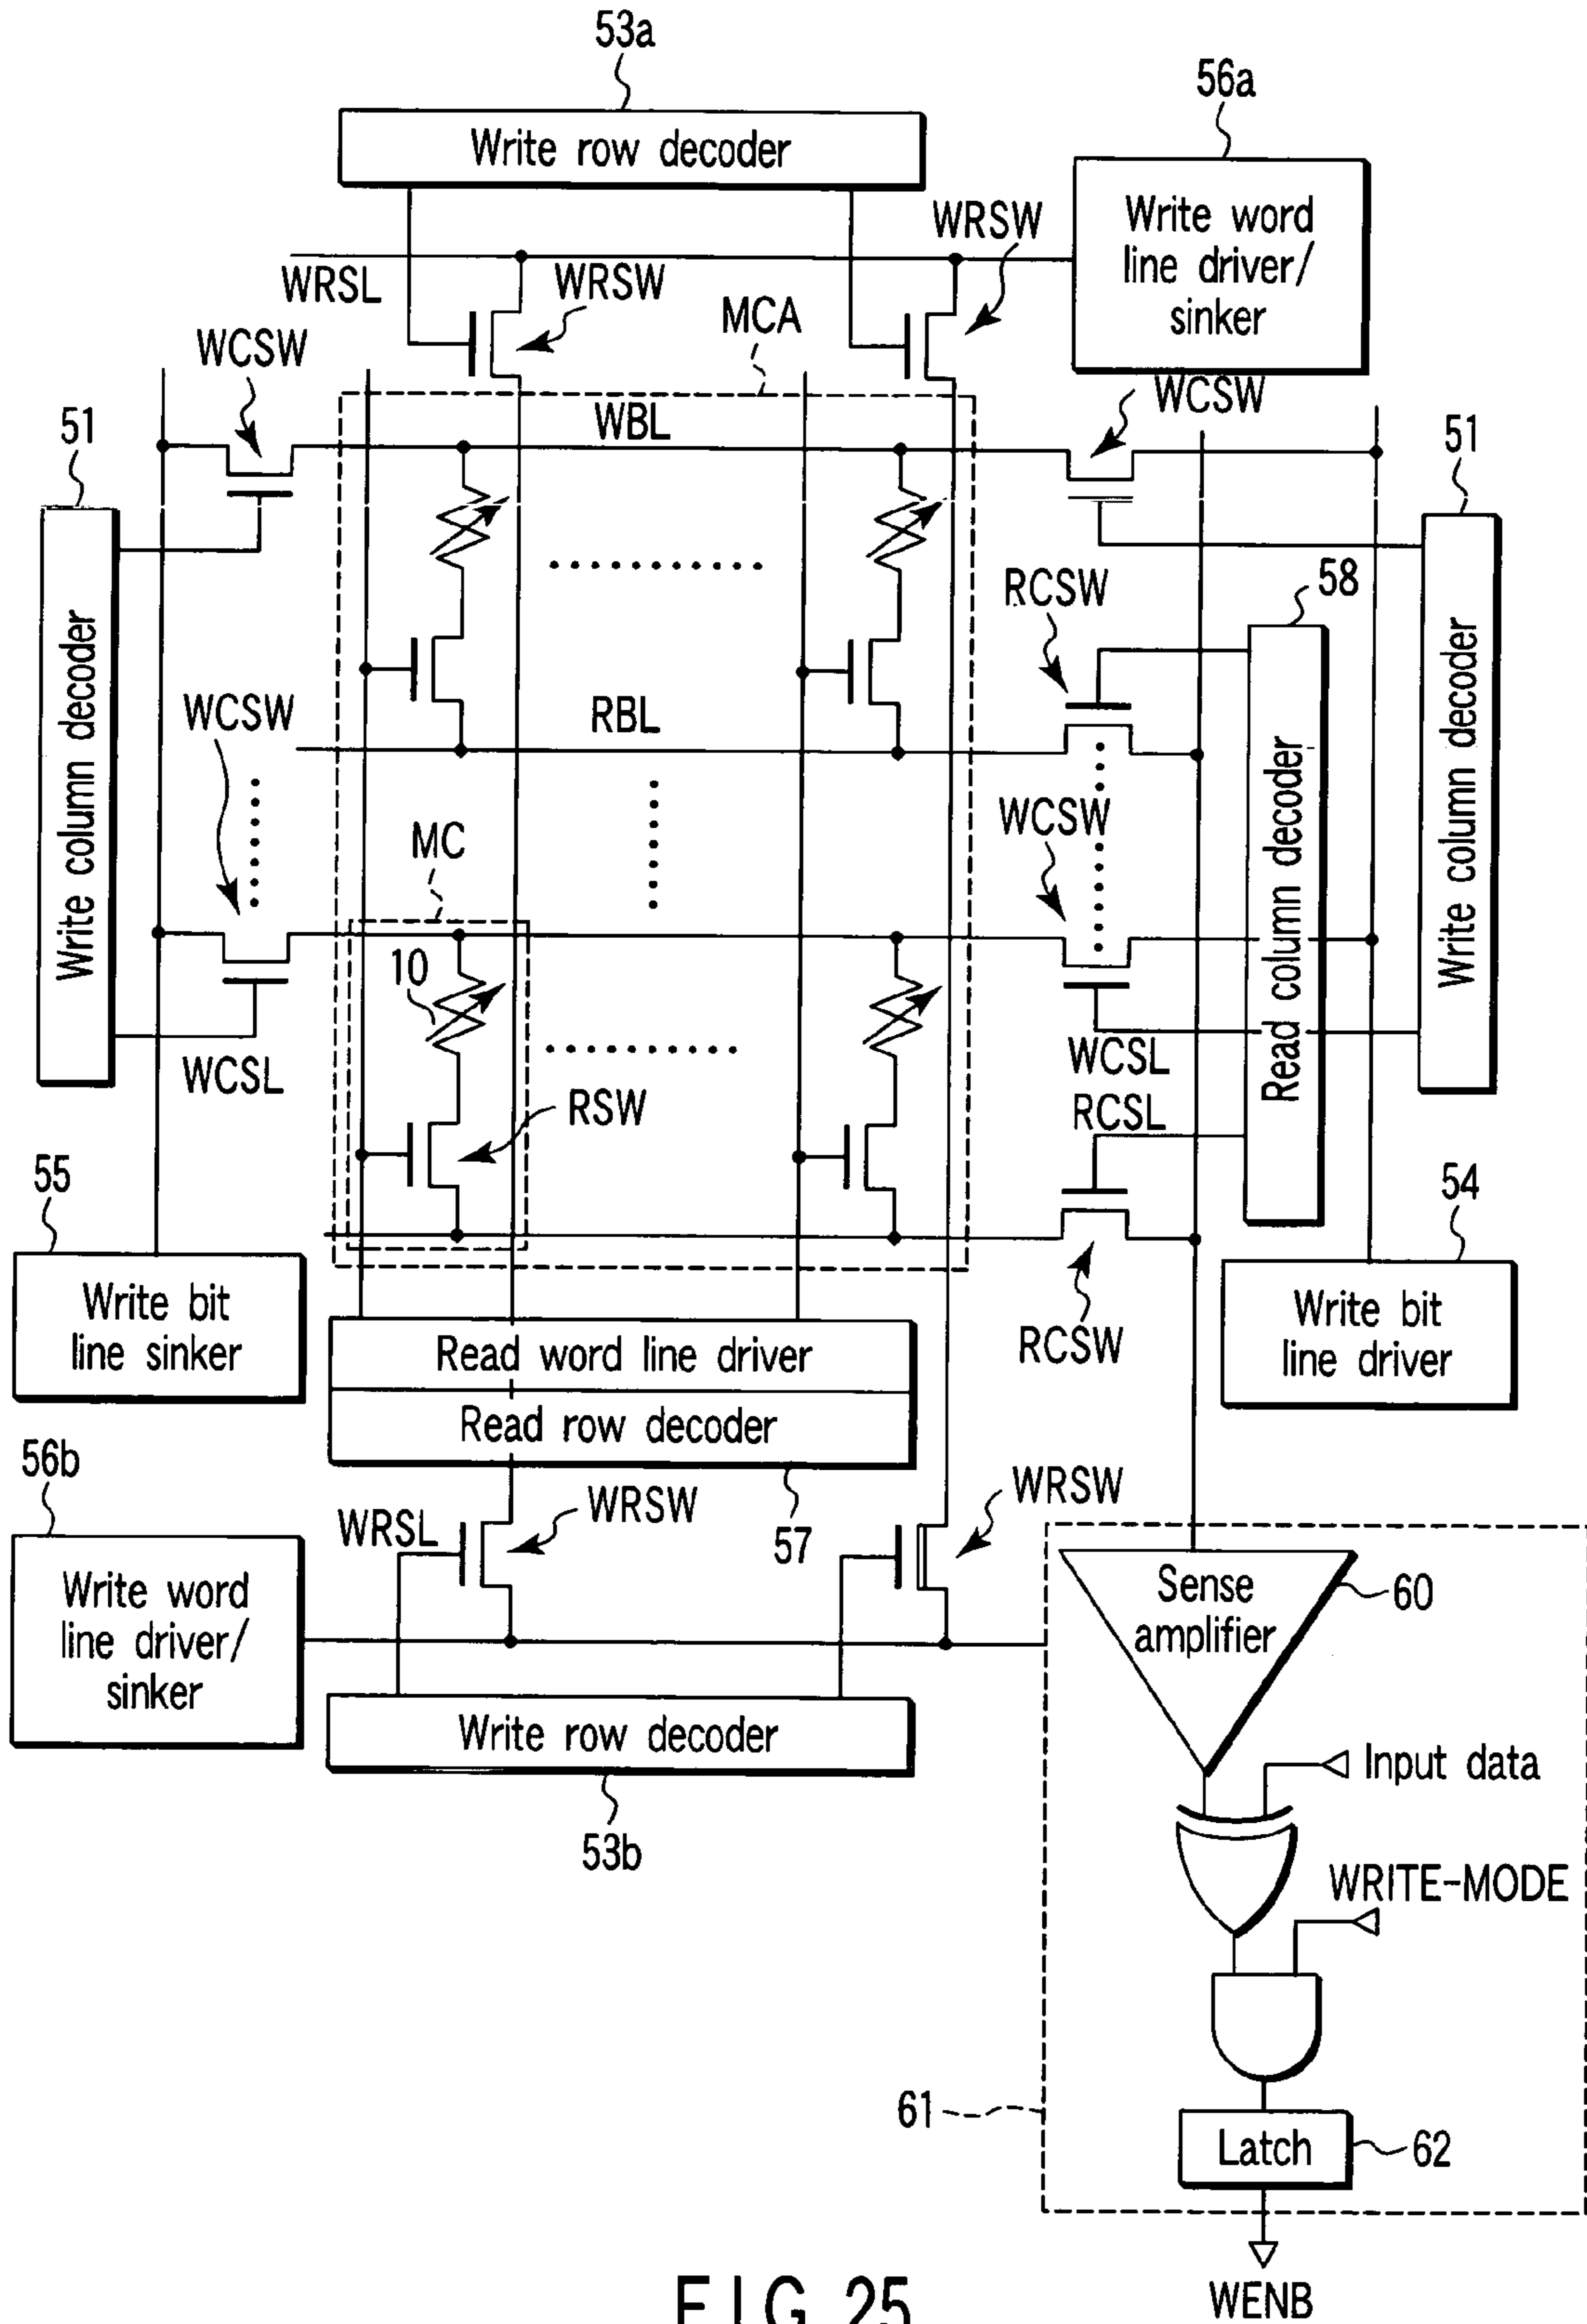 53a
56a
Write row decoder
Write word
line driver/
sinker
WRSW
WRSL
WRSW
MCA
WCSW
WCSW
51
WBL
51
58
RCSW
Write column decoder
WCSW
RBL
Write column decoder
Read column decoder
WCSW
MC
10
WCSL
WCSL
RCSL
RSW
55
54
Write bit
line sinker
RCSW
Write bit
line driver
Read word line driver
Read row decoder
56b
WRSL
WRSW
57
WRSW
Write word
line driver/
sinker
Sense
amplifier
60
Write row decoder
Input data
53b
WRITE-MODE
61
Latch
62
WENB
FIG. 25